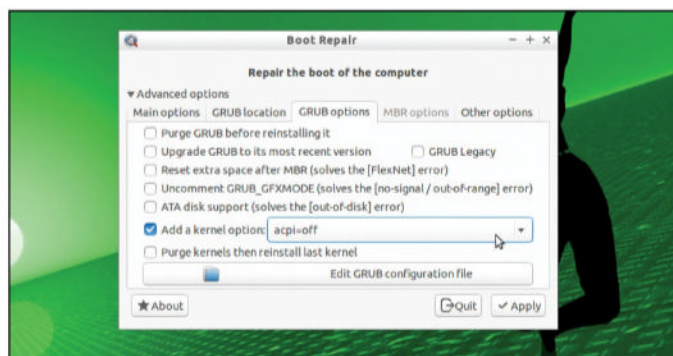 Boot Repair
Repair the boot of the computer
Advanced options
Main options GRUB location GRUB options MBR options Other options
Purge GRUB before reinstalling it
Upgrade GRUB to its most recent version GRUB Legacy
Reset extra space after MBR (solves the [FlexNet] error)
Uncomment GRUB_GFXMODE (solves the [no-signal / out-of-range] error)
ATA disk support (solves the [out-of-disk] error)
Add a kernel option: acpi=off
Purge kernels then reinstall last kernel
Edit GRUB configuration file
About Quit Apply